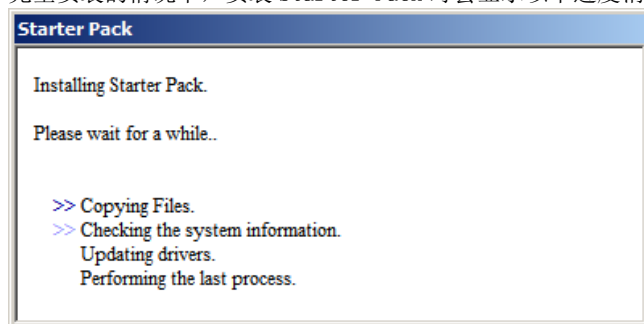 Starter Pack
Installing Starter Pack.
Please wait for a while..
>> Copying Files.
>> Checking the system information.
Updating drivers.
Performing the last process.